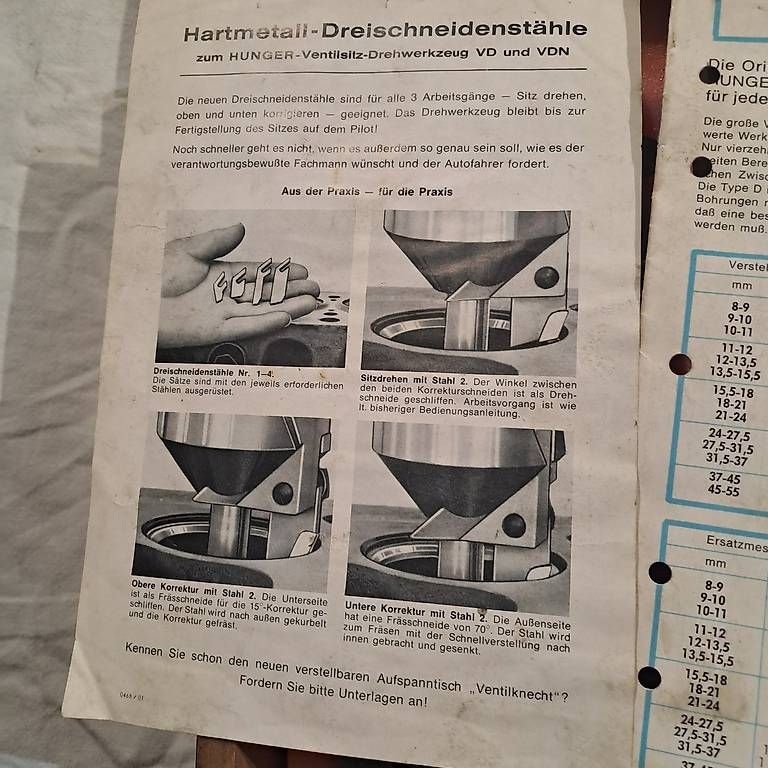 Hartmetall-Dreischneidenstähle
zum HUNGER-Ventilsitz-Drehwerkzeug VD und VDN
Die neuen Dreischneidenstähle sind für alle 3 Arbeitsgänge — Sitz drehen,
oben und unten korrigieren — geeignet. Das Drehwerkzeug bleibt bis zur
Fertigstellung des Sitzes auf dem Pilot!
Noch schneller geht es nicht, wenn es außerdem so genau sein soll, wie es der
verantwortungsbewußte Fachmann wünscht und der Autofahrer fordert.
Aus der Praxis — für die Praxis
Dreischneidenstähle Nr. 1—4.
Die Sätze sind mit den jeweils erforderlichen
Stählen ausgerüstet.
Sitzdrehen mit Stahl 2. Der Winkel zwischen
den beiden Korrekturschneiden ist als Dreh-
schneide geschliffen. Arbeitsvorgang ist wie
lt. bisheriger Bedienungsanleitung.
Obere Korrektur mit Stahl 2. Die Unterseite
ist als Frässchneide für die 15°-Korrektur ge-
schliffen. Der Stahl wird nach außen gekurbelt
und die Korrektur gefräst.
Untere Korrektur mit Stahl 2. Die Außenseite
hat eine Frässchneide von 70°. Der Stahl wird
zum Fräsen mit der Schnellverstellung nach
innen gebracht und gesenkt.
Kennen Sie schon den neuen verstellbaren Aufspanntisch „Ventilknecht"?
Fordern Sie bitte Unterlagen an!
Die Ori
HUNGE
für jede
Die große V
werte Werk
Nur vierzeh
eiten Bere
chen Zwisc
Die Type D
Bohrungen
daß eine bes
werden muß.
Verstel
mm
8-9
9-10
10-11
11-12
12-13,5
13,5-15,5
15,5-18
18-21
21-24
24-27,5
27,5-31,5
31,5-37
37-45
45-55
Ersatzmes
mm
8-9
9-10
10-11
11-12
12-13,5
13,5-15,5
15,5-18
18-21
21-24
24-27,5
27,5-31,5
31,5-37
37-45